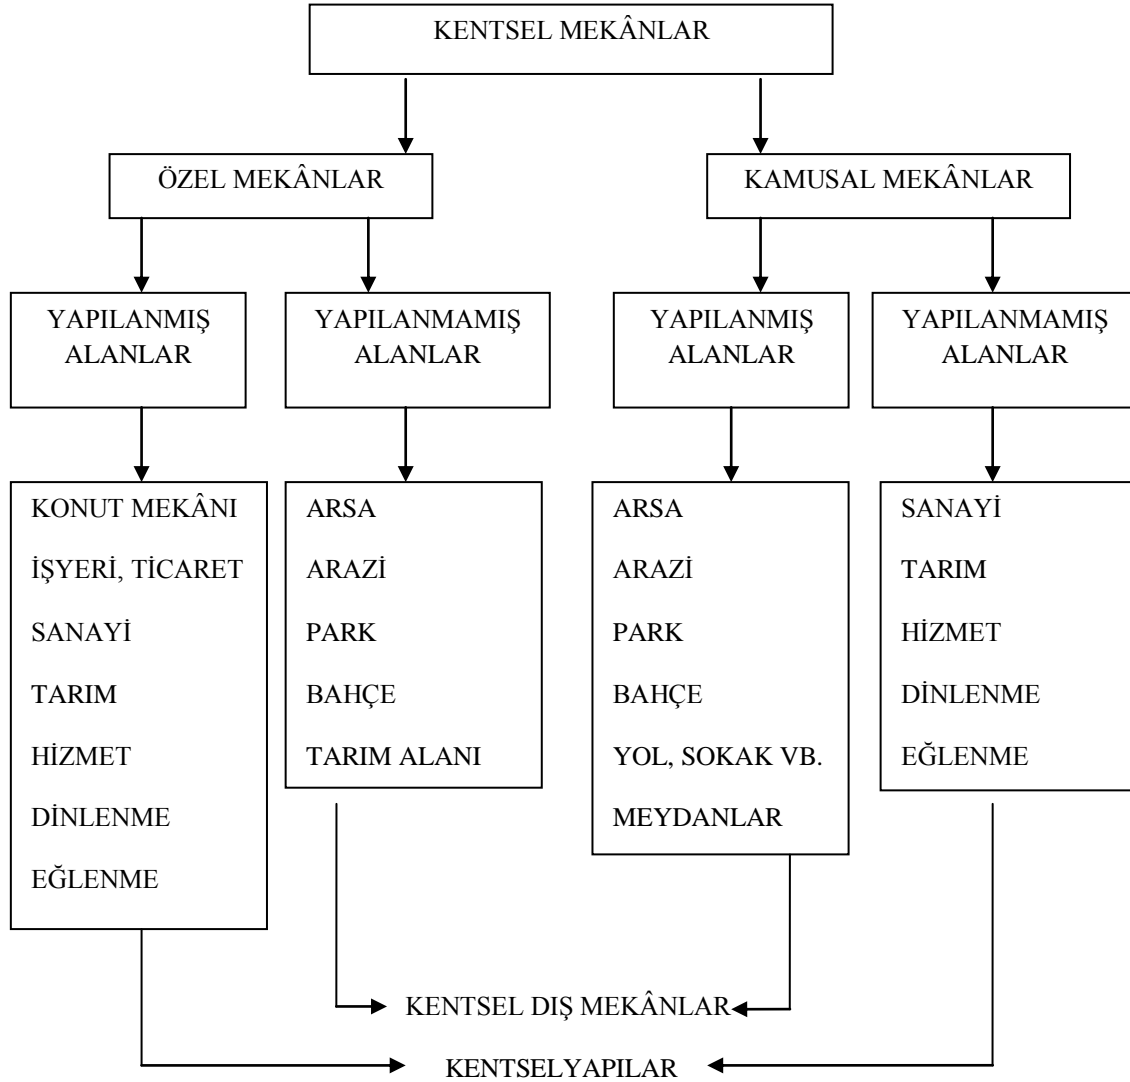 KENTSEL MEKÂNLAR
ÖZEL MEKÂNLAR
KAMUSAL MEKÂNLAR
YAPILANMIŞ
ALANLAR
YAPILANMAMIŞ
ALANLAR
YAPILANMIŞ
ALANLAR
YAPILANMAMIŞ
ALANLAR
KONUT MEKÂNI
İŞYERİ, TİCARET
SANAYİ
TARIM
HİZMET
DİNLENME
EĞLENME
ARSA
ARAZİ
PARK
BAHÇE
TARIM ALANI
ARSA
ARAZİ
PARK
BAHÇE
YOL, SOKAK VB.
MEYDANLAR
SANAYİ
TARIM
HİZMET
DİNLENME
EĞLENME
KENTSEL DIŞ MEKÂNLAR
KENTSELYAPILAR